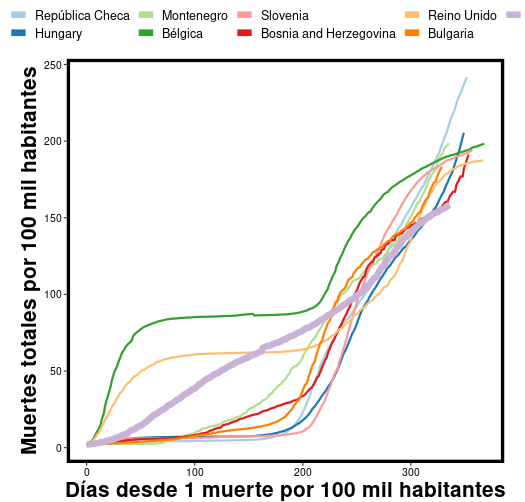 República Checa Montenegro Slovenia Reino Unido
Hungary Bélgica Bosnia and Herzegovina Bulgaria
Muertes totales por 100 mil habitantes
250
200
150
100
50
0
0 100 200 300
Días desde 1 muerte por 100 mil habitantes